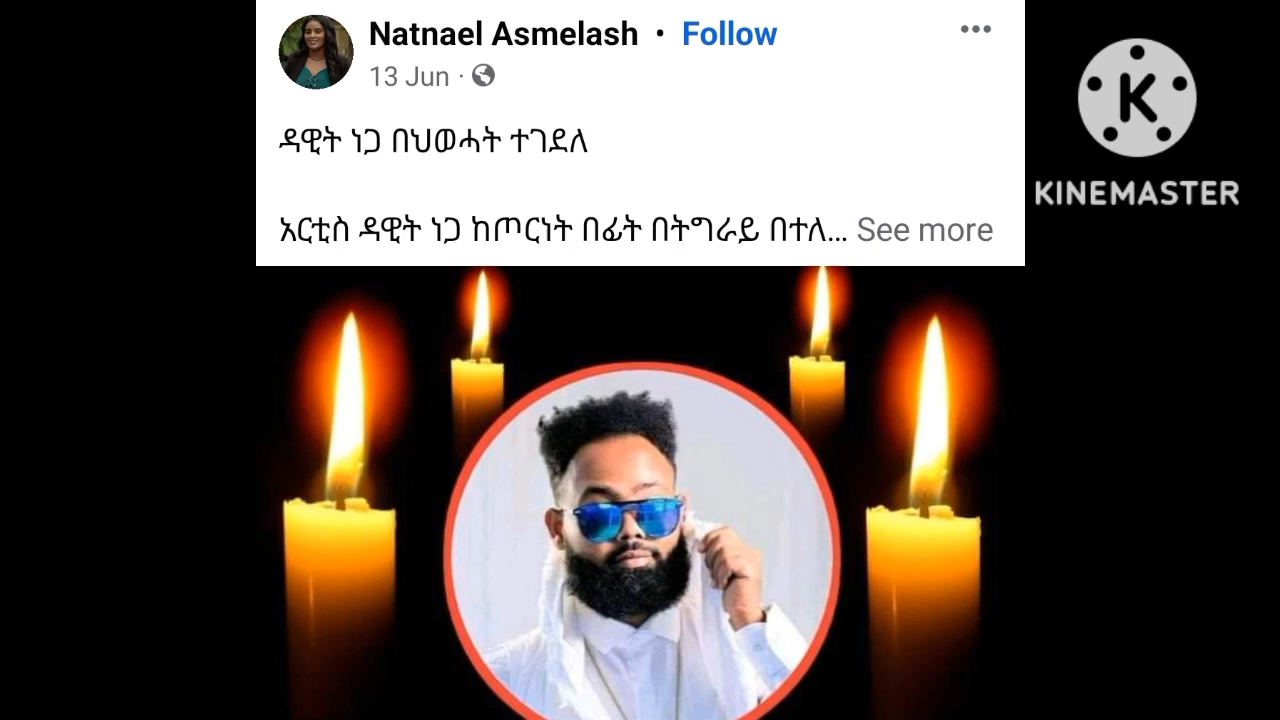 Natnael Asmelash · Follow
13 Jun ·
ዳዊት ነጋ በህወሓት ተገደለ
አርቲስ ዳዊት ነጋ ከጦርነት በፊት በትግራይ በተለ... See more
K
KINEMASTER